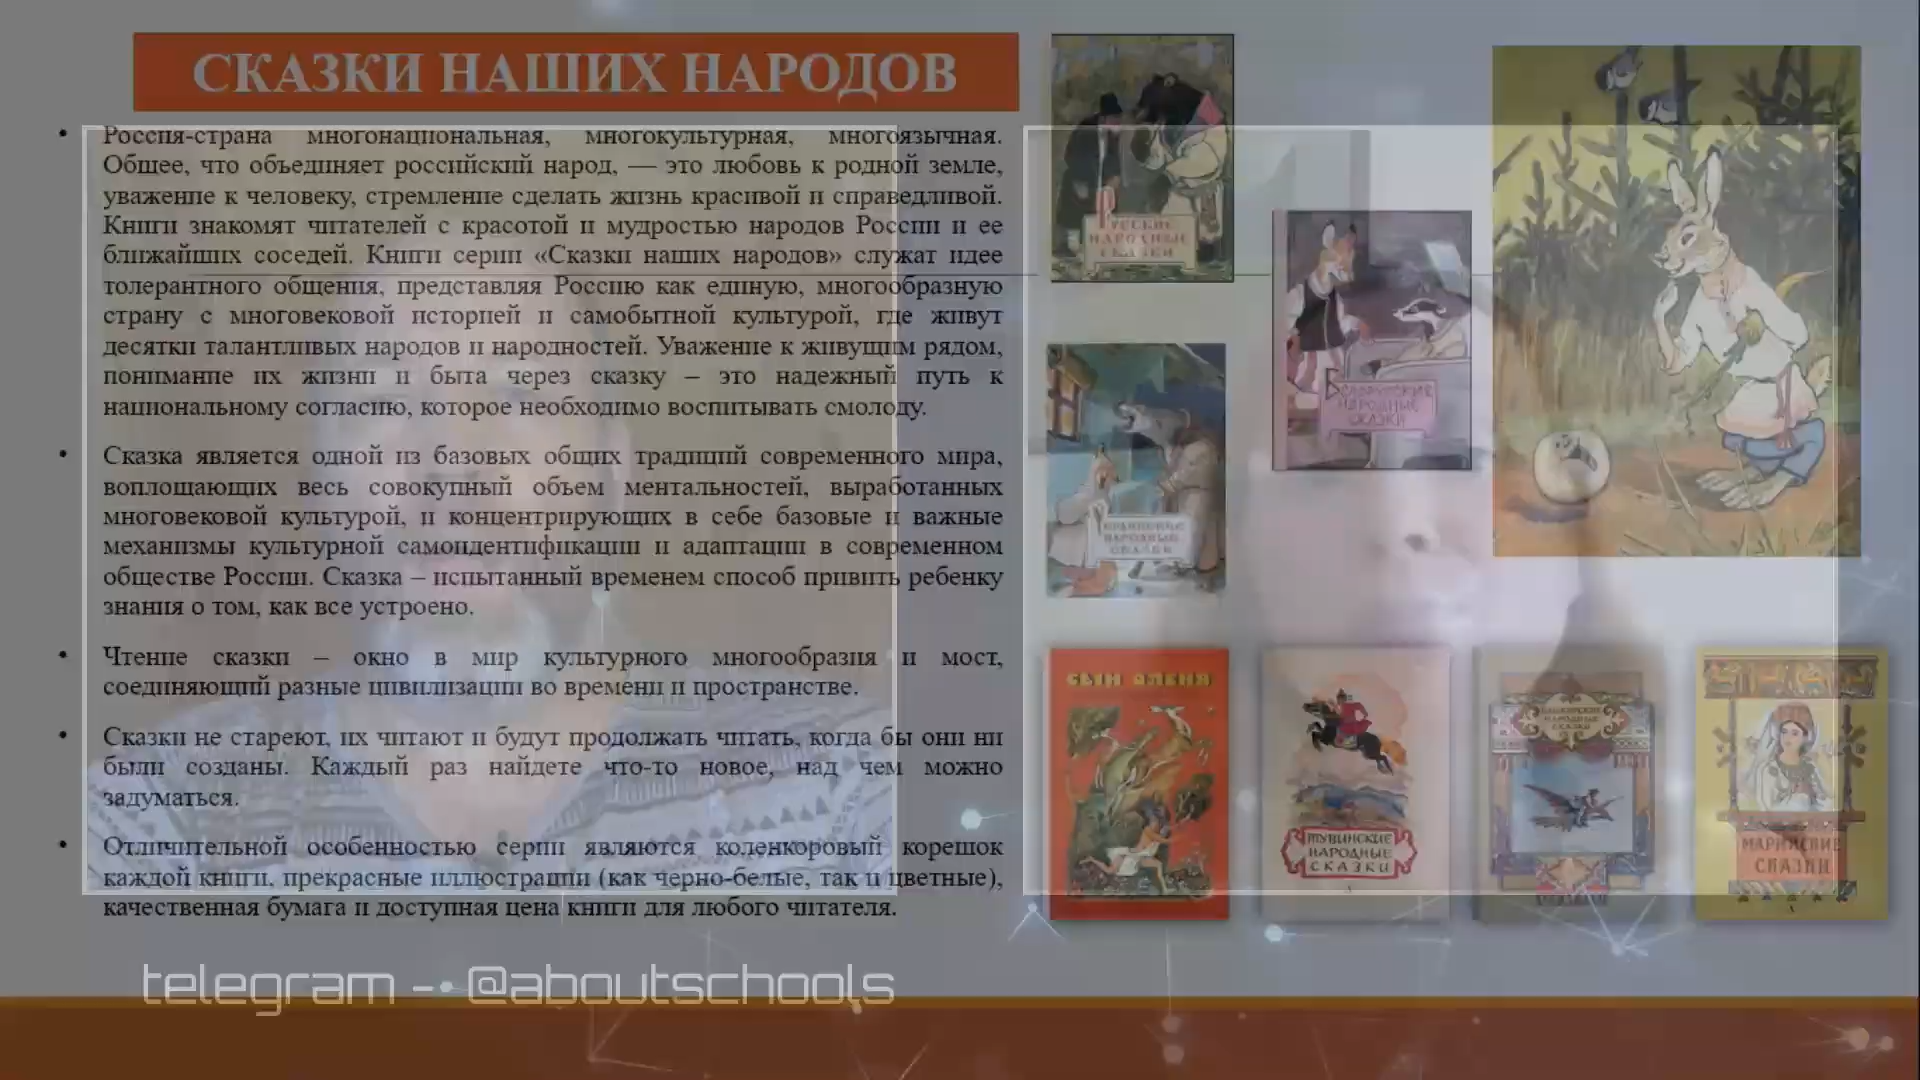 СКАЗКИ НАШИХ НАРОДОВ
• Россия-страна многонациональная, многокультурная, многоязычная.
Общее, что объединяет российский народ, — это любовь к родной земле,
уважение к человеку, стремление сделать жизнь красивой и справедливой.
Книги знакомят читателей с красотой и мудростью народов России и ее
ближайших соседей. Книги серии «Сказки наших народов» служат идее
толерантного общения, представляя Россию как единую, многообразную
страну с многовековой историей и самобытной культурой, где живут
десятки талантливых народов и народностей. Уважение к живущим рядом,
понимание их жизни и быта через сказку – это надежный путь к
национальному согласию, которое необходимо воспитывать смолоду.
• Сказка является одной из базовых общих традиций современного мира,
воплощающих весь совокупный объем ментальностей, выработанных
многовековой культурой, и концентрирующих в себе базовые и важные
механизмы культурной самоидентификации и адаптации в современном
обществе России. Сказка – испытанный временем способ привить ребенку
знания о том, как все устроено.
• Чтение сказки – окно в мир культурного многообразия и мост,
соединяющий разные цивилизации во времени и пространстве.
• Сказки не стареют, их читают и будут продолжать читать, когда бы они ни
были созданы. Каждый раз найдете что-то новое, над чем можно
задуматься.
• Отличительной особенностью серии являются коленкоровый корешок
каждой книги, прекрасные иллюстрации (как черно-белые, так и цветные),
качественная бумага и доступная цена книги для любого читателя.
РУССКИЕ
НАРОДНЫЕ
СКАЗКИ
БЕЛОРУССКИЕ
НАРОДНЫЕ
СКАЗКИ
НАРОДНЫЕ
СКАЗКИ
СЫН ОЛЕНЯ
ТУВИНСКИЕ
НАРОДНЫЕ
СКАЗКИ
БАШКИРСКИЕ
НАРОДНЫЕ
СКАЗКИ
МАРИЙСКИЕ
СКАЗКИ
telegram - @aboutschools